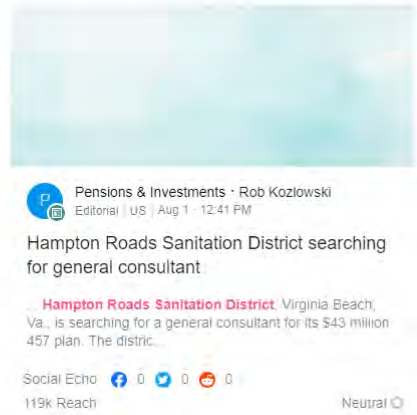 P
Pensions & Investments · Rob Kozlowski
Editorial | US | Aug 1 · 12:41 PM
Hampton Roads Sanitation District searching
for general consultant
... Hampton Roads Sanitation District, Virginia Beach,
Va., is searching for a general consultant for its $43 million
457 plan. The distric...
Social Echo 0 0 0
119k Reach Neutral